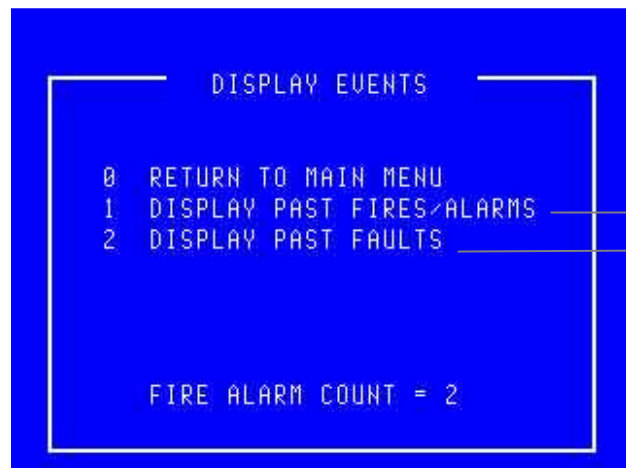 DISPLAY EVENTS
0 RETURN TO MAIN MENU
1 DISPLAY PAST FIRES/ALARMS
2 DISPLAY PAST FAULTS
FIRE ALARM COUNT = 2